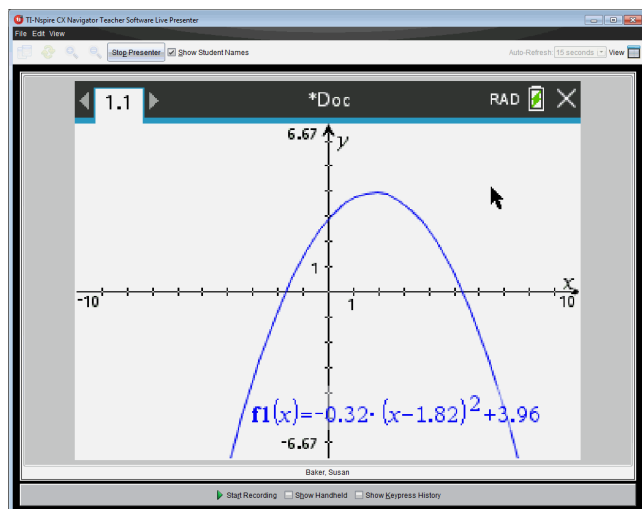 TI-Nspire CX Navigator Teacher Software Live Presenter
File Edit View
Stop Presenter Show Student Names Auto-Refresh: 15 seconds View
1.1 *Doc RAD
6.67 y
1
x
-10 1 10
f1(x)=-0.32·(x-1.82)²+3.96
-6.67
Baker, Susan
Start Recording Show Handheld Show Keypress History